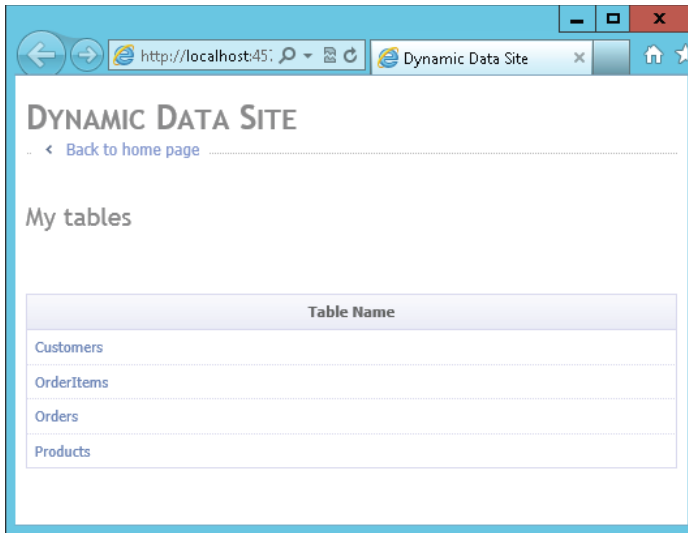 http://localhost:457
Dynamic Data Site
DYNAMIC DATA SITE
Back to home page
My tables
Table Name
Customers
OrderItems
Orders
Products